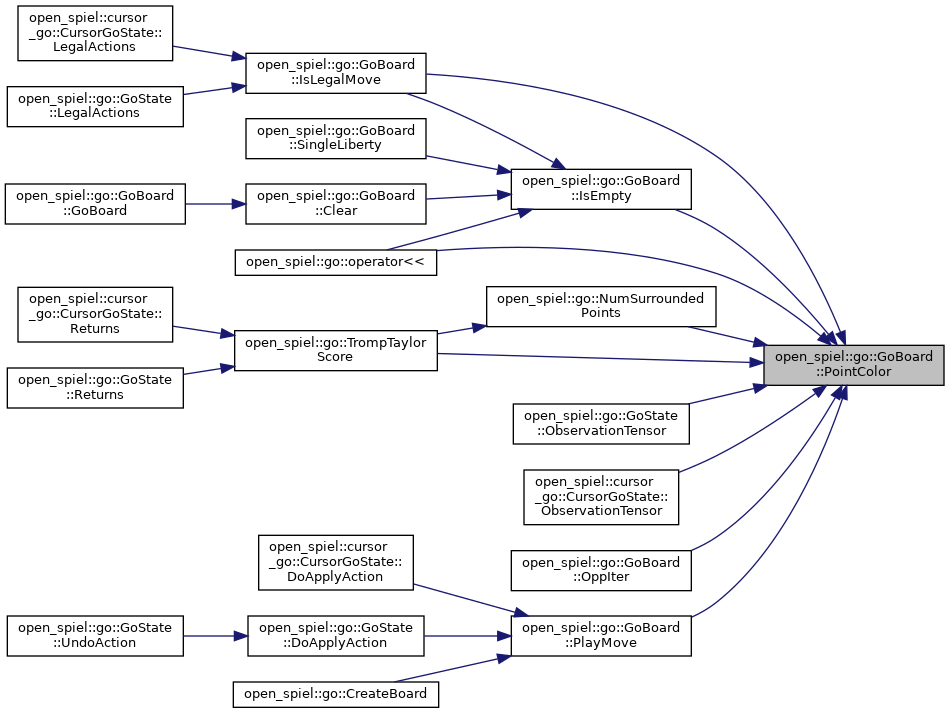 open_spiel::cursor
_go::CursorGoState::
LegalActions
open_spiel::go::GoState
::LegalActions
open_spiel::go::GoBoard
::IsLegalMove
open_spiel::go::GoBoard
::SingleLiberty
open_spiel::go::GoBoard
::GoBoard
open_spiel::go::GoBoard
::Clear
open_spiel::go::GoBoard
::IsEmpty
open_spiel::go::operator<<
open_spiel::cursor
_go::CursorGoState::
Returns
open_spiel::go::GoState
::Returns
open_spiel::go::TrompTaylor
Score
open_spiel::go::NumSurrounded
Points
open_spiel::go::GoBoard
::PointColor
open_spiel::go::GoState
::ObservationTensor
open_spiel::cursor
_go::CursorGoState::
ObservationTensor
open_spiel::go::GoBoard
::OppIter
open_spiel::cursor
_go::CursorGoState::
DoApplyAction
open_spiel::go::GoState
::UndoAction
open_spiel::go::GoState
::DoApplyAction
open_spiel::go::GoBoard
::PlayMove
open_spiel::go::CreateBoard